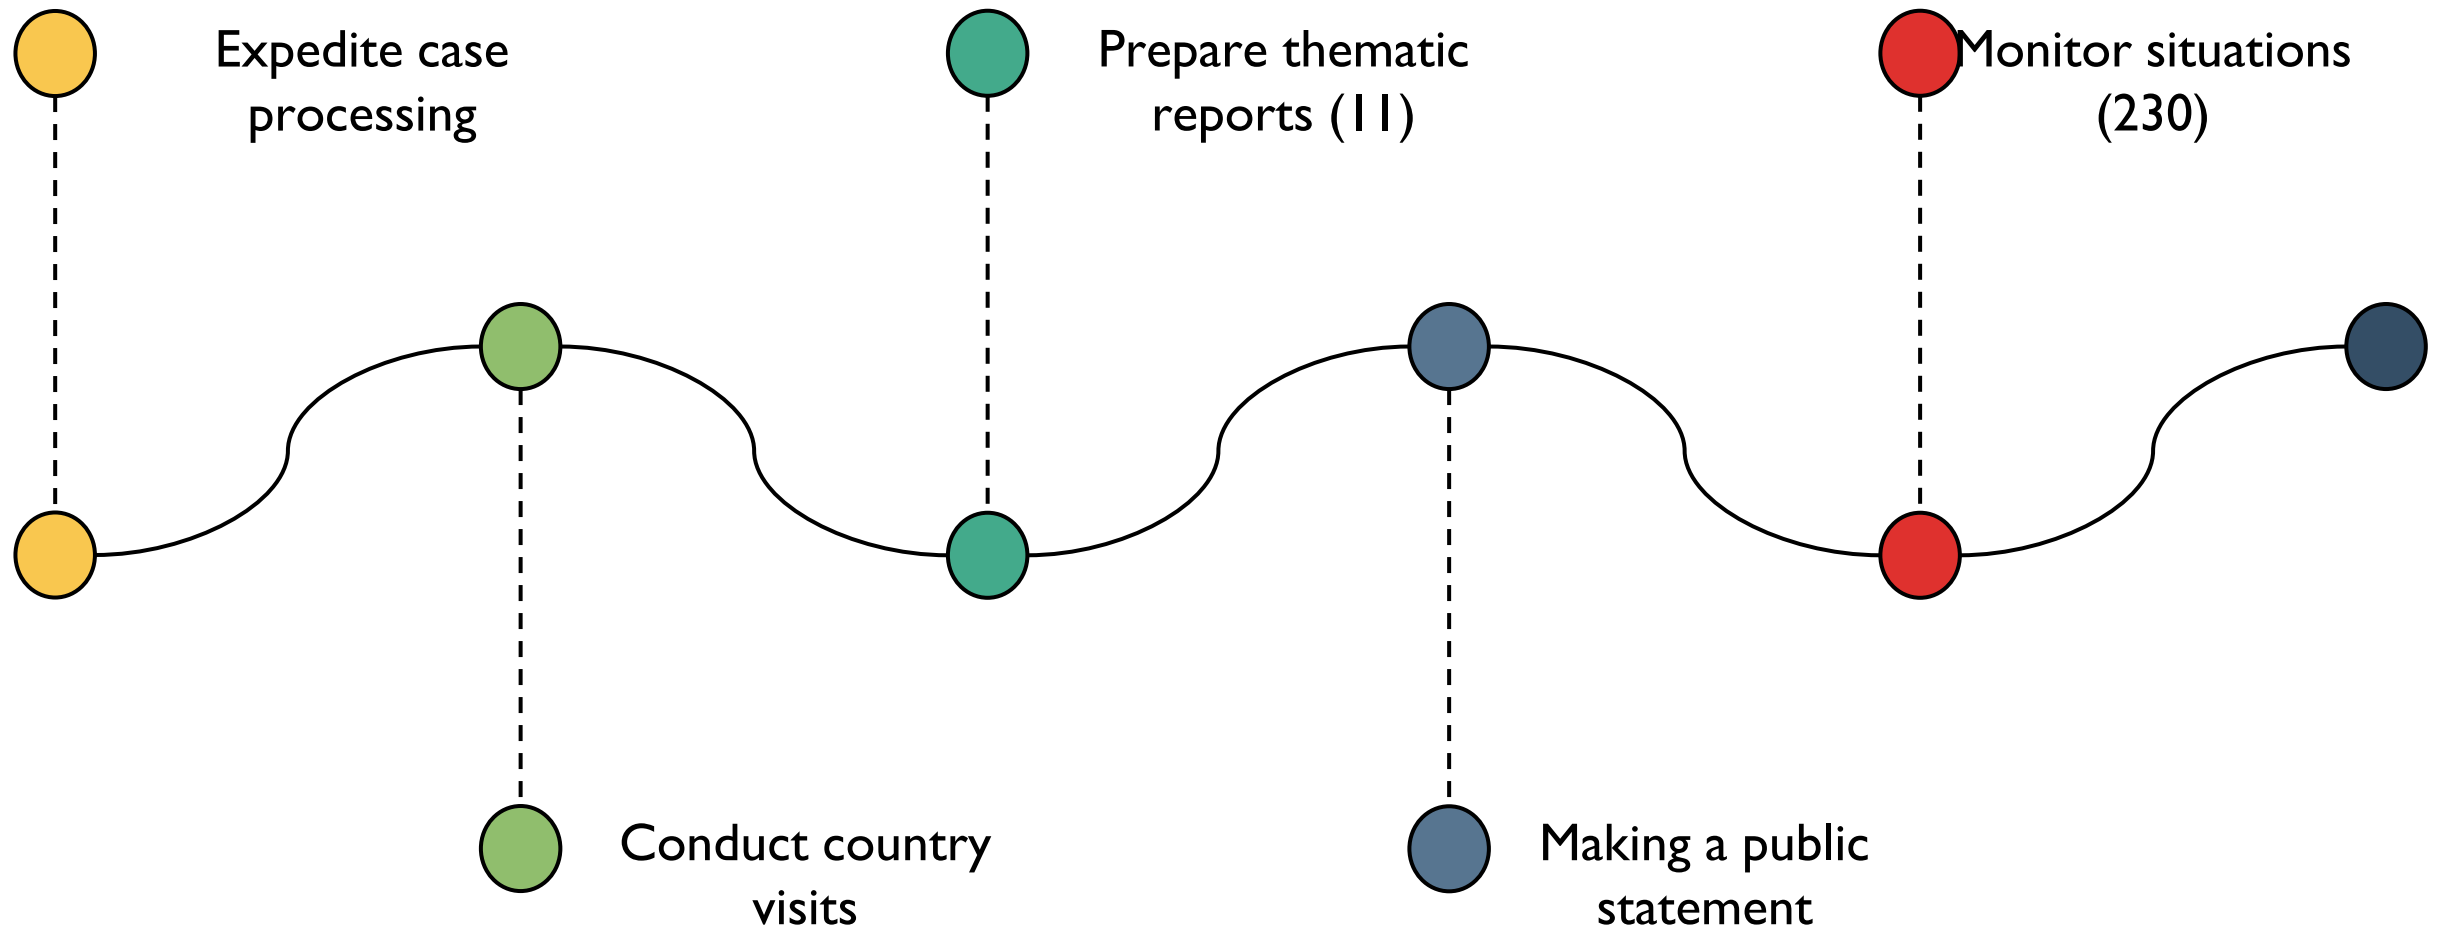 Expedite case
processing
Prepare thematic
reports (11)
Monitor situations
(230)
Conduct country
visits
Making a public
statement